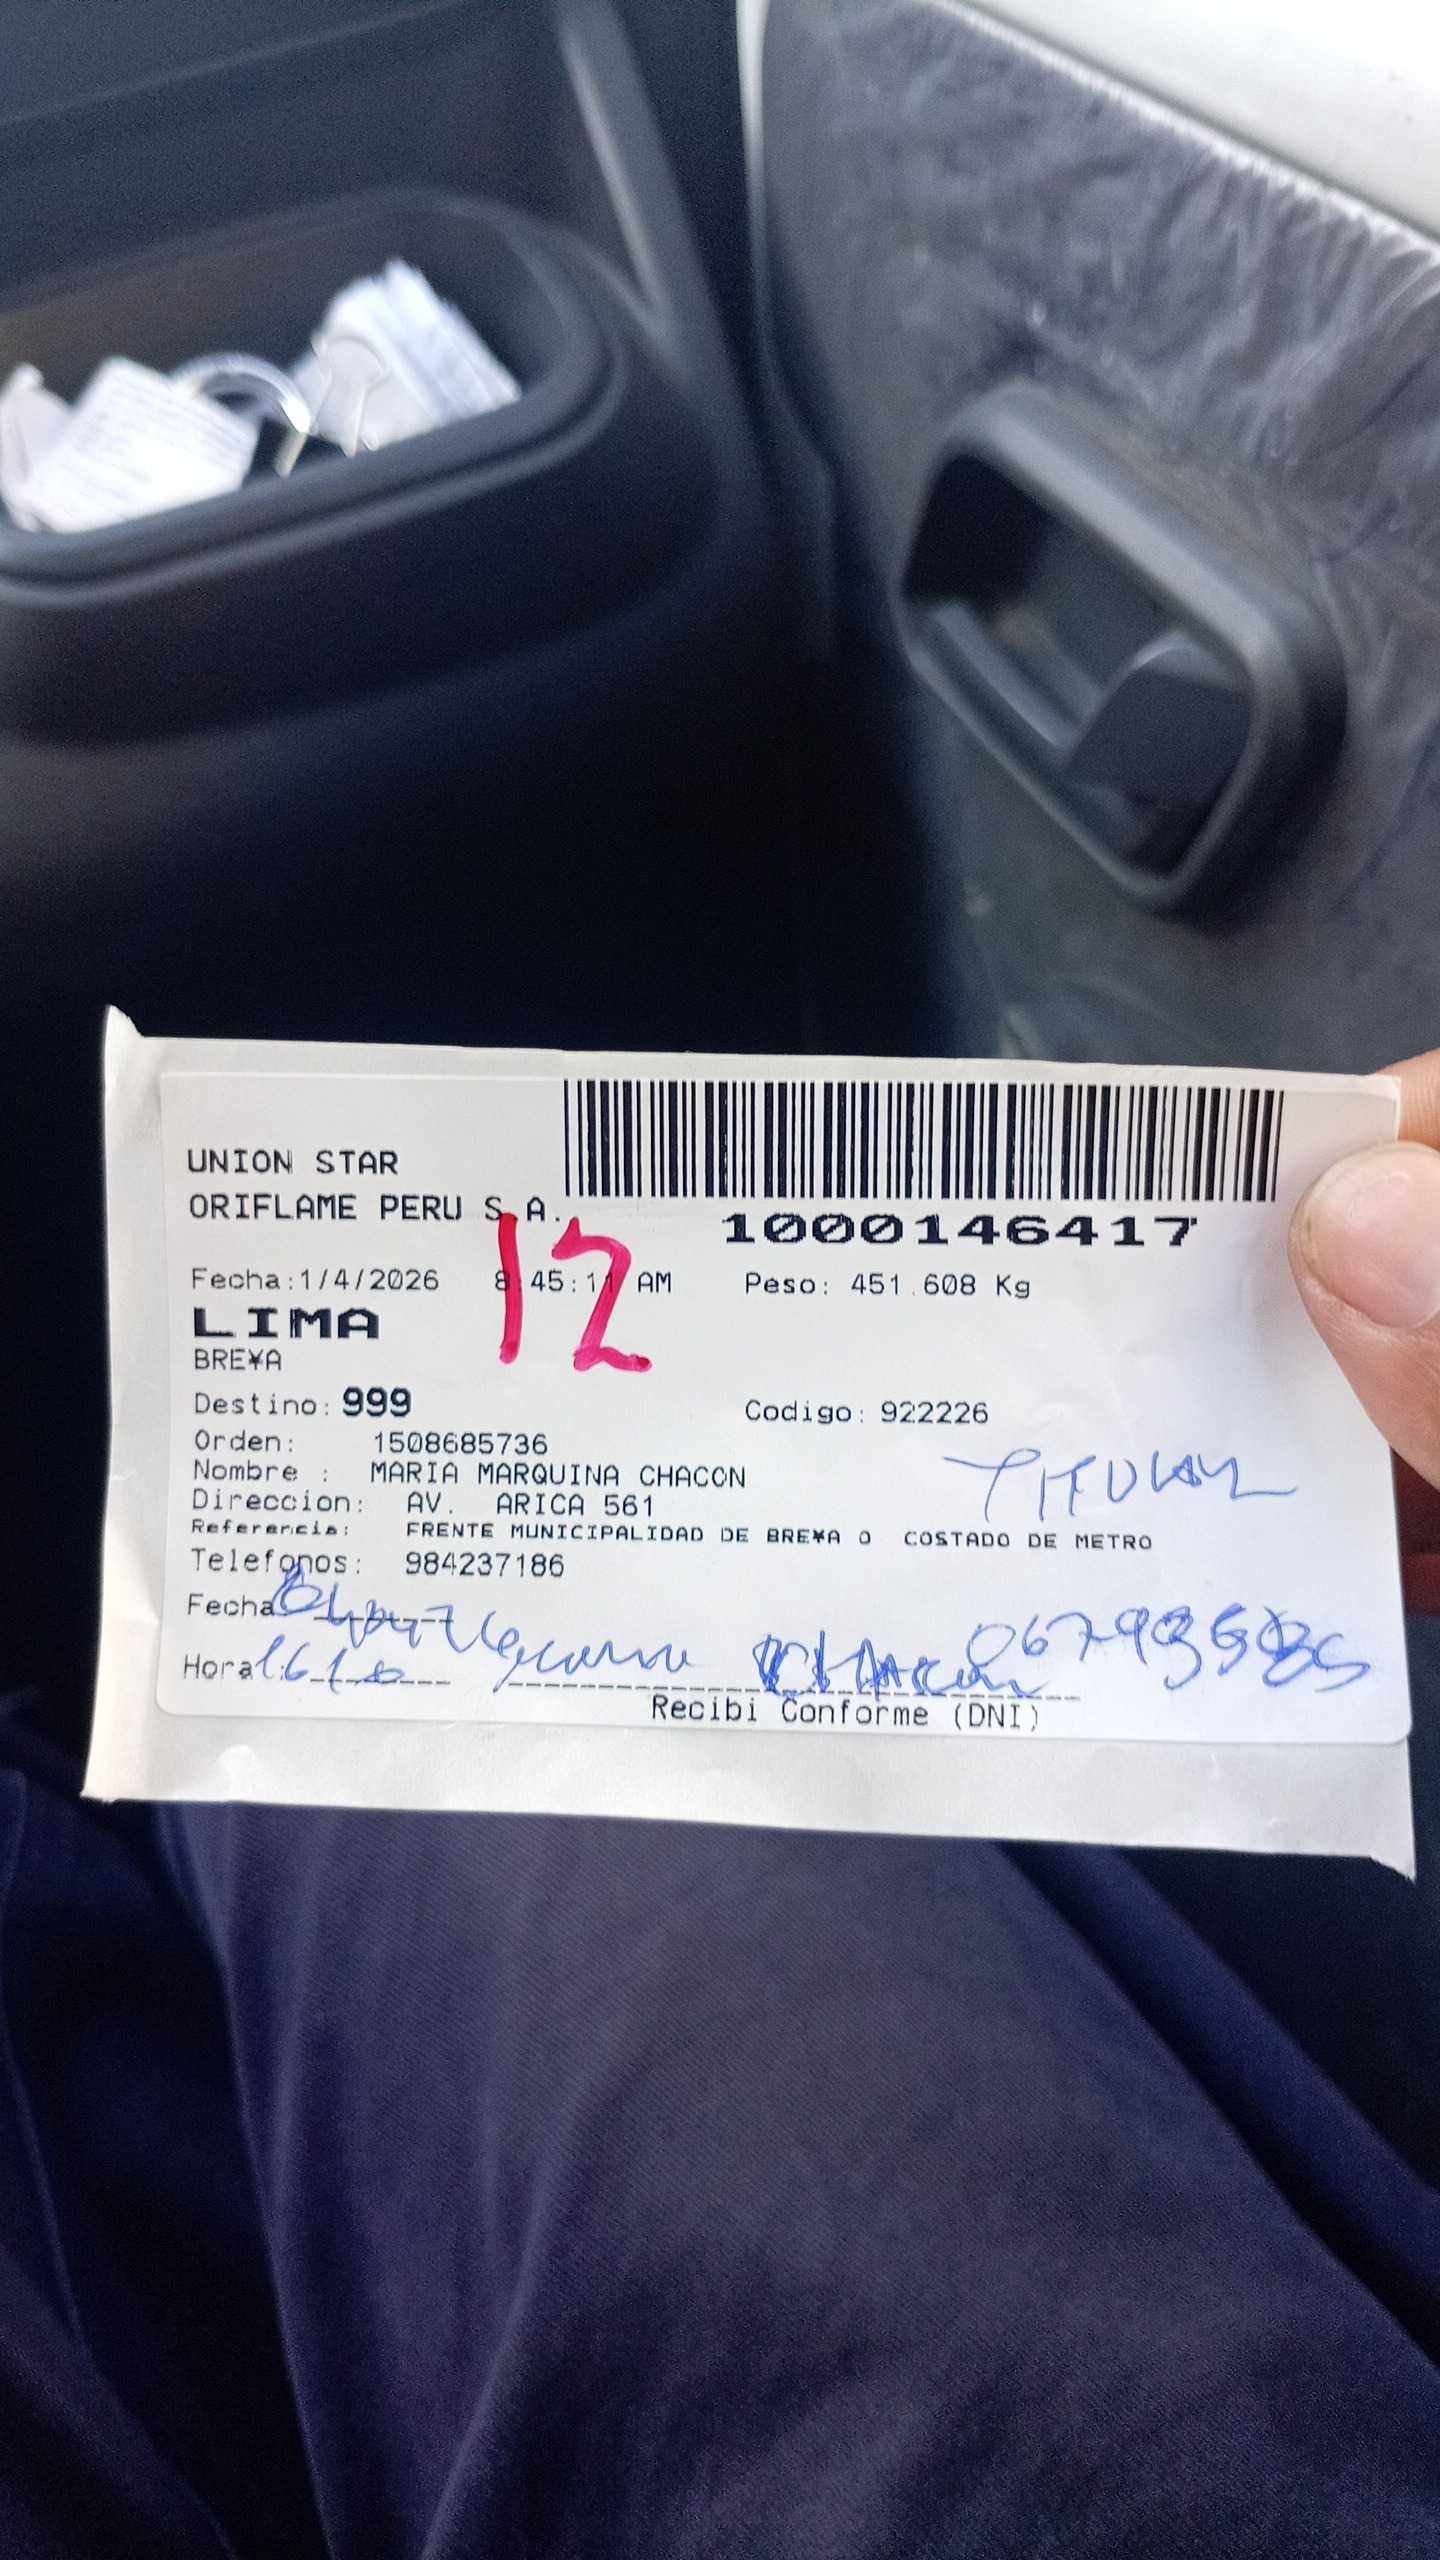 UNION STAR
ORIFLAME PERU S.A.
1000146417
12
Fecha:1/4/2026 8:45:11 AM Peso: 451.608 Kg
LIMA
BRE¥A
Destino: 999 Codigo: 922226
Orden: 1508685736
Nombre : MARIA MARQUINA CHACON
TITULAR
Direccion: AV. ARICA 561
Referencia: FRENTE MUNICIPALIDAD DE BRE¥A O COSTADO DE METRO
Telefonos: 984237186
Fecha
Hora:
Recibi Conforme (DNI)